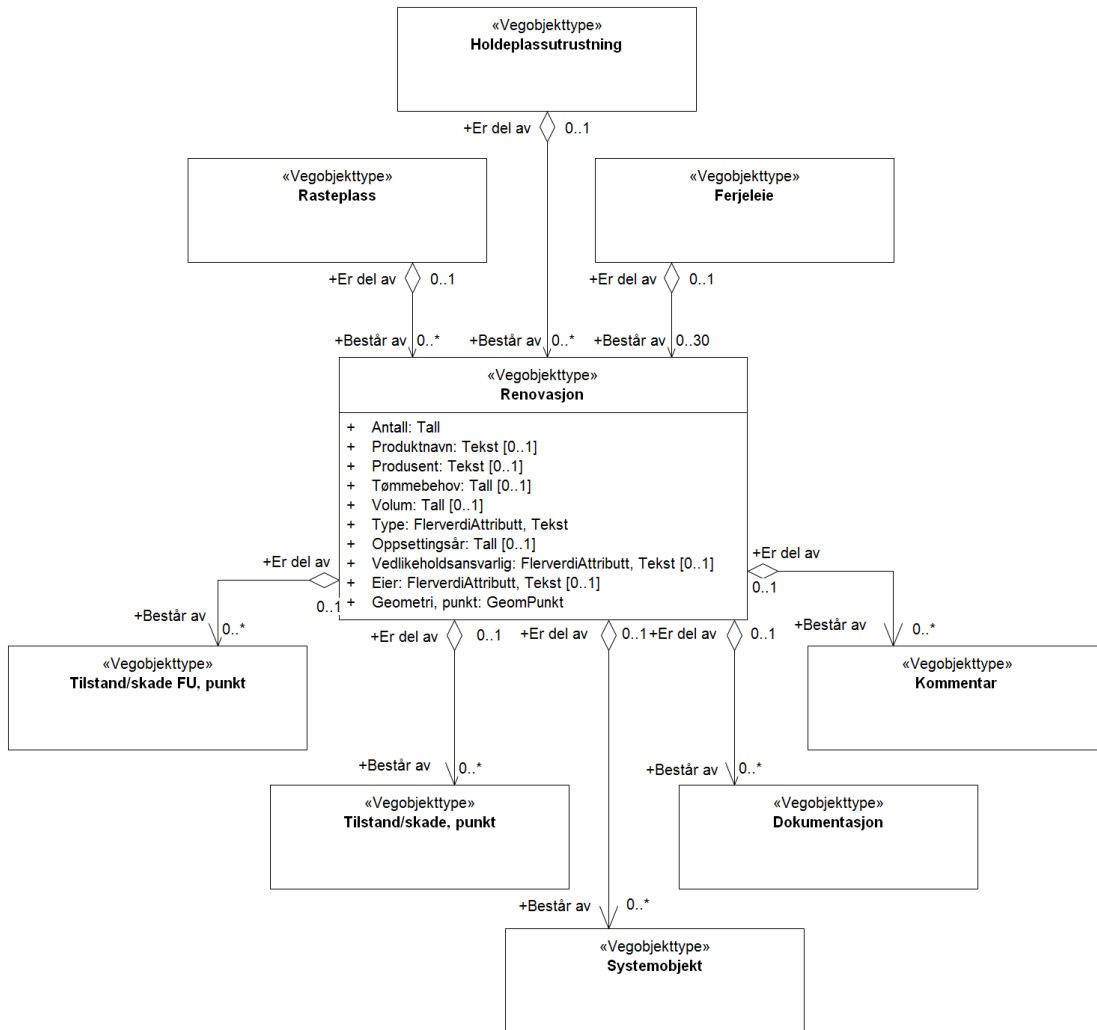 «Vegobjekttype»
Holdeplassutrustning
+Er del av 0..1
«Vegobjekttype»
Rasteplass
«Vegobjekttype»
Ferjeleie
+Er del av 0..1
+Er del av 0..1
+Består av 0..*
+Består av 0..*
+Består av 0..30
«Vegobjekttype»
Renovasjon
+ Antall: Tall
+ Produktnavn: Tekst [0..1]
+ Produsent: Tekst [0..1]
+ Tømmebehov: Tall [0..1]
+ Volum: Tall [0..1]
+ Type: FlerverdiAttributt, Tekst
+ Oppsettingsår: Tall [0..1]
+ Vedlikeholdsansvarlig: FlerverdiAttributt, Tekst [0..1]
+ Eier: FlerverdiAttributt, Tekst [0..1]
+ Geometri, punkt: GeomPunkt
+Er del av
0..1
+Er del av
0..1
+Består av
0..*
+Er del av 0..1
+Er del av 0..1
+Er del av 0..1
+Består av 0..*
«Vegobjekttype»
Tilstand/skade FU, punkt
«Vegobjekttype»
Kommentar
+Består av 0..*
+Består av 0..*
«Vegobjekttype»
Tilstand/skade, punkt
«Vegobjekttype»
Dokumentasjon
+Består av 0..*
«Vegobjekttype»
Systemobjekt